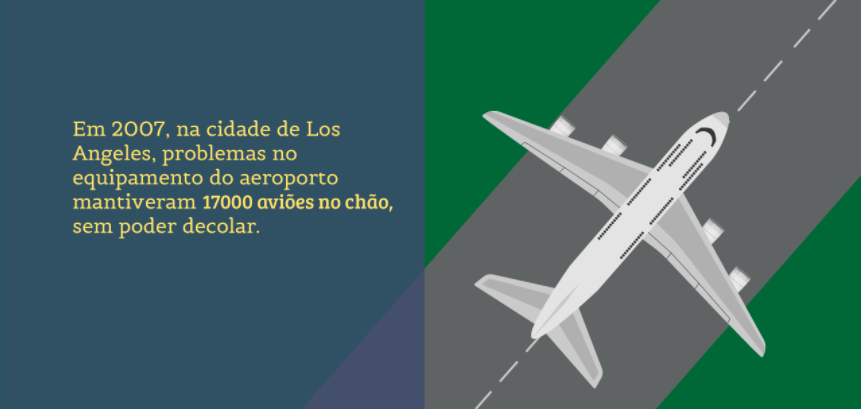 Em 2007, na cidade de Los
Angeles, problemas no
equipamento do aeroporto
mantiveram 17000 aviões no chão,
sem poder decolar.